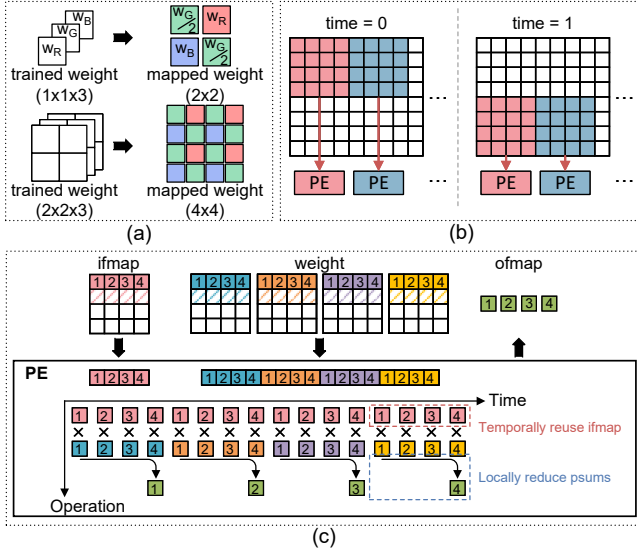 W_B
W_G
W_R
trained weight
(1x1x3)
W_G/2 W_R
W_B W_G/2
mapped weight
(2x2)
trained weight
(2x2x3)
mapped weight
(4x4)
(a)
time = 0
...
PE PE ...
time = 1
...
PE PE ...
(b)
ifmap weight ofmap
1 2 3 4 1 2 3 4 1 2 3 4 1 2 3 4 1 2 3 4
1 2 3 4
PE
1 2 3 4 1 2 3 4 1 2 3 4 1 2 3 4 1 2 3 4
Time
1 2 3 4 1 2 3 4 1 2 3 4 1 2 3 4
Temporally reuse ifmap
× × × × × × × × × × × × × × × ×
1 2 3 4 1 2 3 4 1 2 3 4 1 2 3 4
Locally reduce psums
1 2 3 4
Operation
(c)